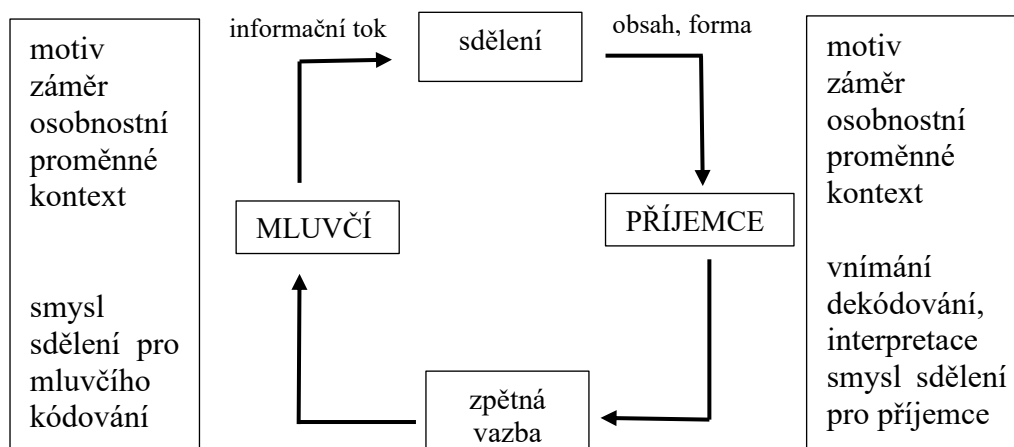 motiv
záměr
osobnostní
proměnné
kontext
smysl
sdělení pro
mluvčího
kódování
informační tok
sdělení
obsah, forma
MLUVČÍ
PŘÍJEMCE
zpětná
vazba
motiv
záměr
osobnostní
proměnné
kontext
vnímání
dekódování,
interpretace
smysl sdělení
pro příjemce